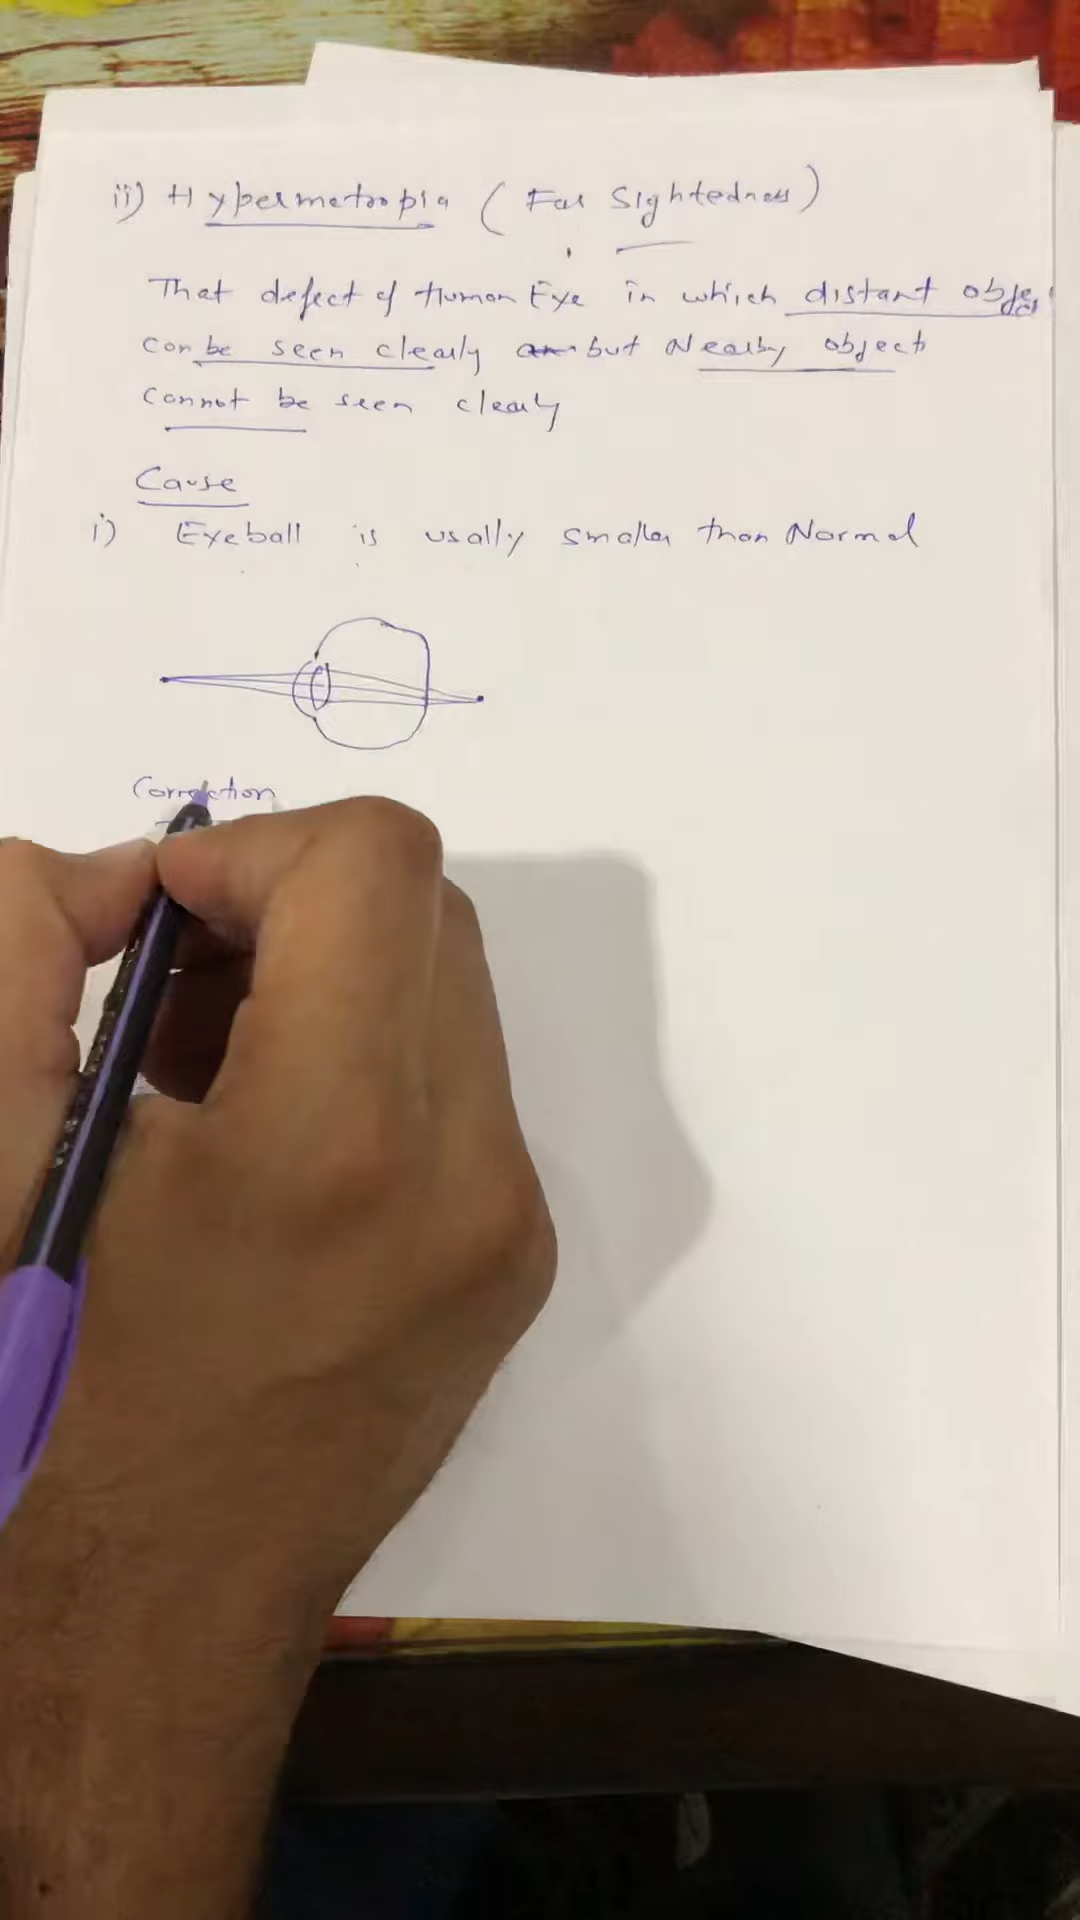 ii) Hypermetropia (Far Sightedness)
That defect of Human Eye in which distant object
can be seen clearly but Nearby object
cannot be seen clearly
Cause
i) Eyeball is usally smaller than Normal
Correction